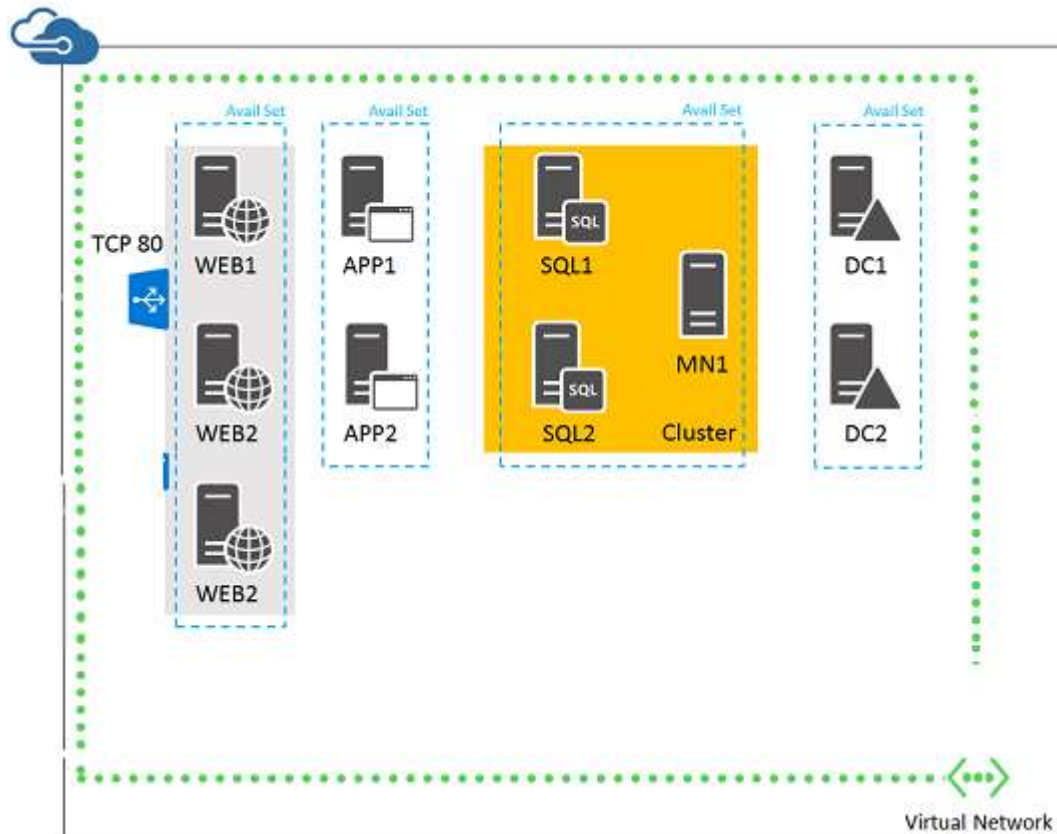 Avail Set
Avail Set
Avail Set
Avail Set
TCP 80
WEB1
APP1
SQL
SQL1
DC1
MN1
WEB2
APP2
SQL
SQL2
Cluster
DC2
WEB2
Virtual Network